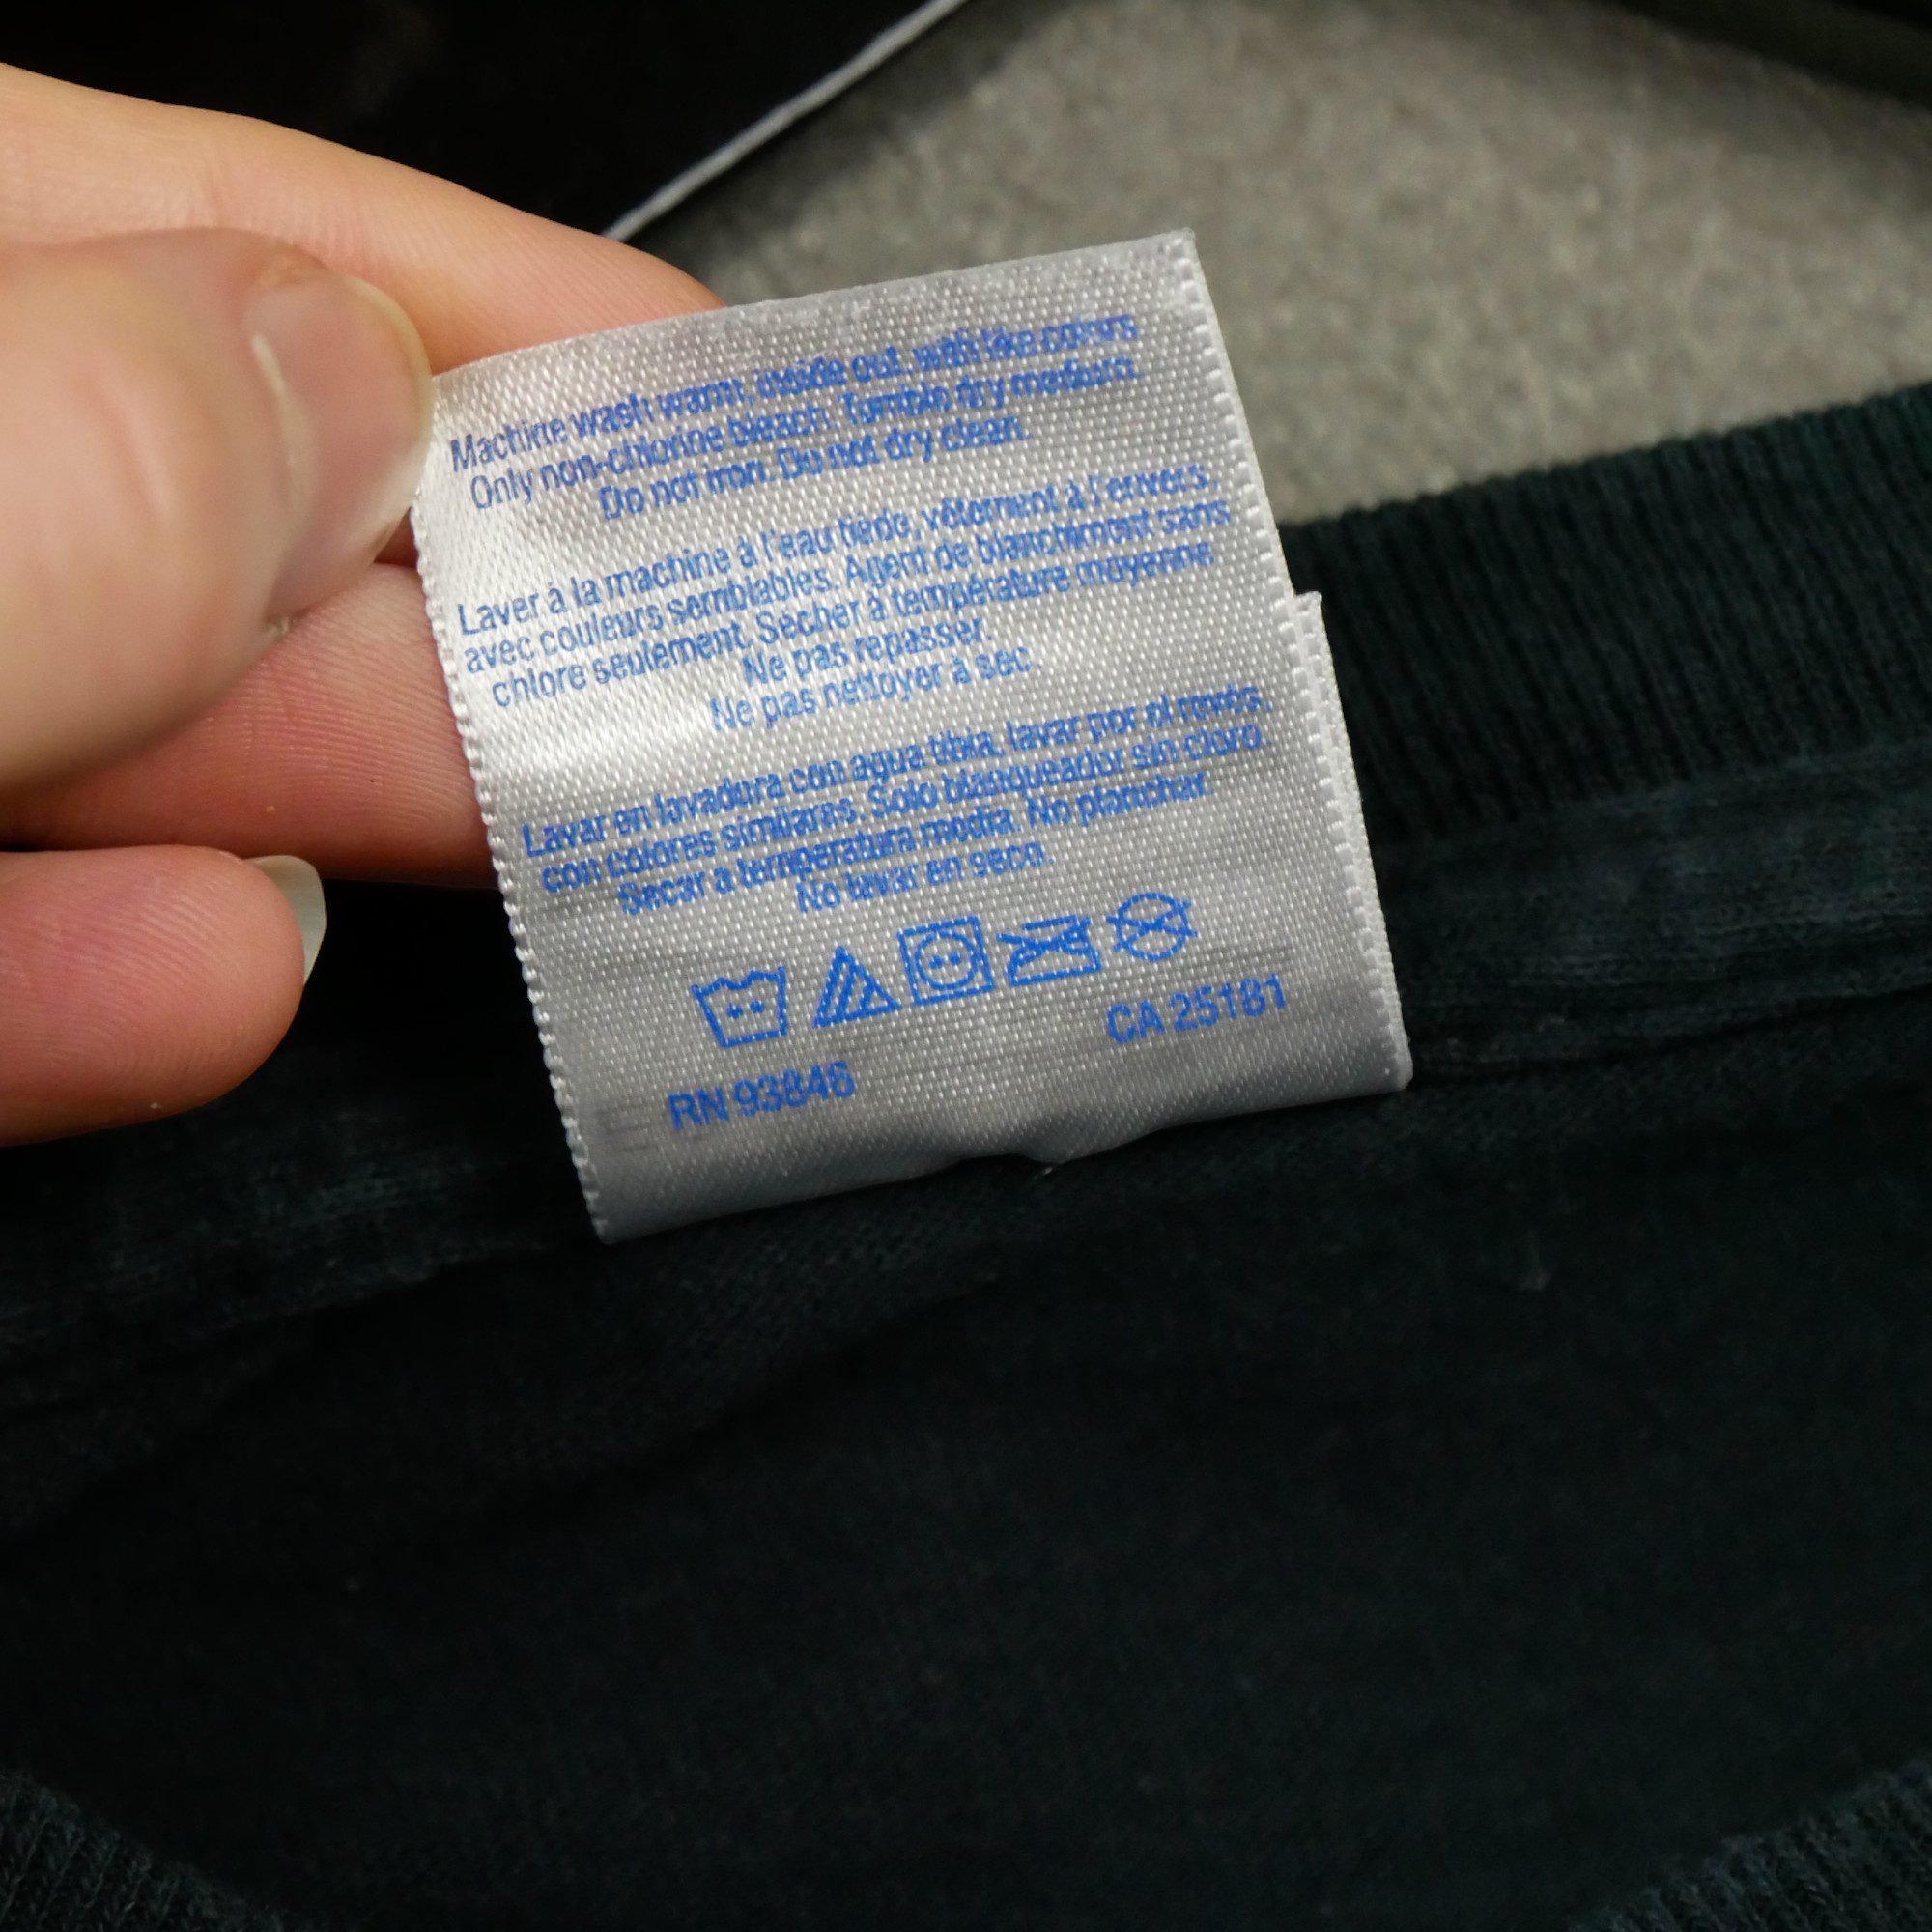 Machine wash warm, inside out, with like colors.
Only non-chlorine bleach. Tumble dry medium.
Do not iron. Do not dry clean.
Laver à la machine à l'eau tiède, vêtement à l'envers
avec couleurs semblables. Agent de blanchiment sans
chlore seulement. Sécher à température moyenne
Ne pas repasser.
Ne pas nettoyer à sec
Lavar en lavadura con agua tibia, lavar por el revés,
con colores similares. Solo blanqueador sin cloro
Secar a temperatura media. No planchar
No lavar en seco.
RN 93846
CA 25181